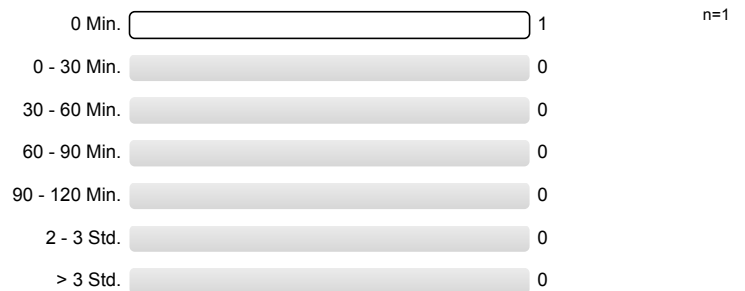 0 Min. 1 n=1
0 - 30 Min. 0
30 - 60 Min. 0
60 - 90 Min. 0
90 - 120 Min. 0
2 - 3 Std. 0
> 3 Std. 0